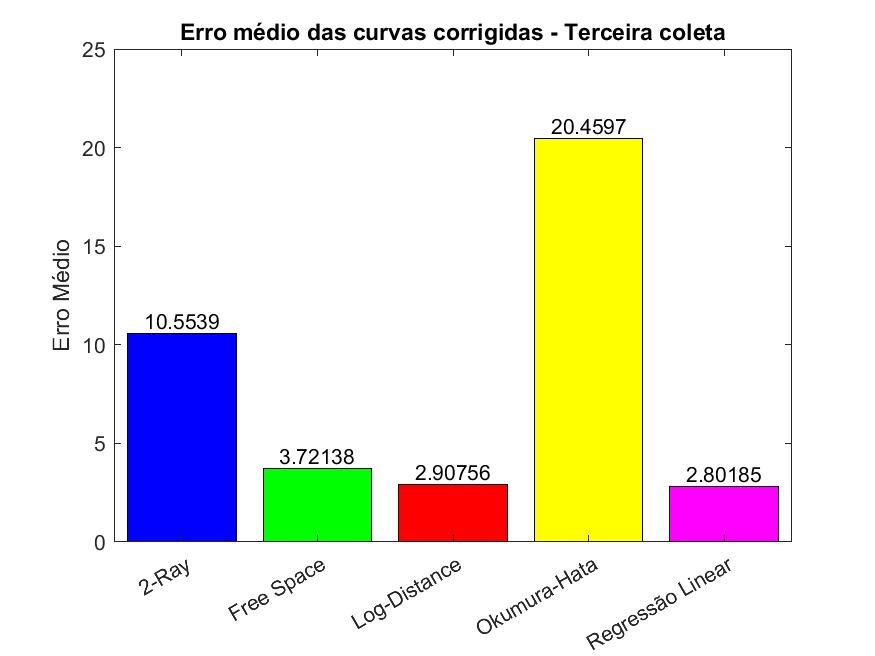 Erro médio das curvas corrigidas - Terceira coleta
25
20
15
10
5
0
Erro Médio
10.5539
3.72138
2.90756
20.4597
2.80185
2-Ray
Free Space
Log-Distance
Okumura-Hata
Regressão Linear